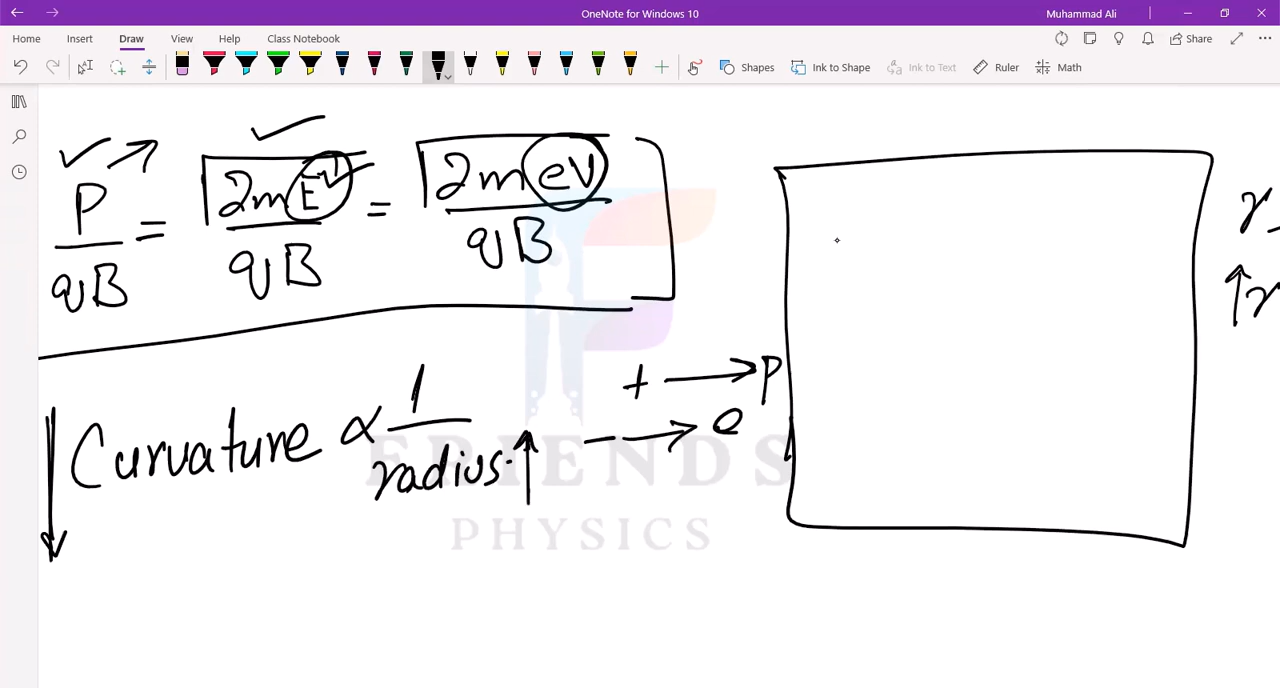 OneNote for Windows 10
Muhammad Ali
Home Insert Draw View Help Class Notebook
Share
Shapes Ink to Shape Ink to Text Ruler Math
P/qB = √2mE/qB = √2meV/qB
r
↑r
Curvature ∝ 1/radius ↑
+ → P
- → e
FRIENDS
PHYSICS